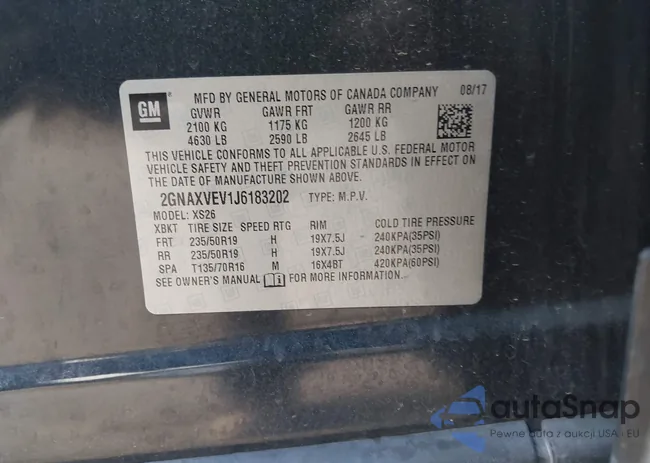 GM
MFD BY GENERAL MOTORS OF CANADA COMPANY 08/17
GVWR GAWR FRT GAWR RR
2100 KG 1175 KG 1200 KG
4630 LB 2590 LB 2645 LB
THIS VEHICLE CONFORMS TO ALL APPLICABLE U.S. FEDERAL MOTOR
VEHICLE SAFETY AND THEFT PREVENTION STANDARDS IN EFFECT ON
THE DATE OF MANUFACTURE SHOWN ABOVE.
2GNAXVEV1J6183202 TYPE: M.P.V.
MODEL: XS26
XBKT TIRE SIZE SPEED RTG RIM COLD TIRE PRESSURE
FRT 235/50R19 H 19X7.5J 240KPA(35PSI)
RR 235/50R19 H 19X7.5J 240KPA(35PSI)
SPA T135/70R16 M 16X4BT 420KPA(60PSI)
SEE OWNER'S MANUAL FOR MORE INFORMATION.
autoSnap
Pewne auta z aukcji USA i EU